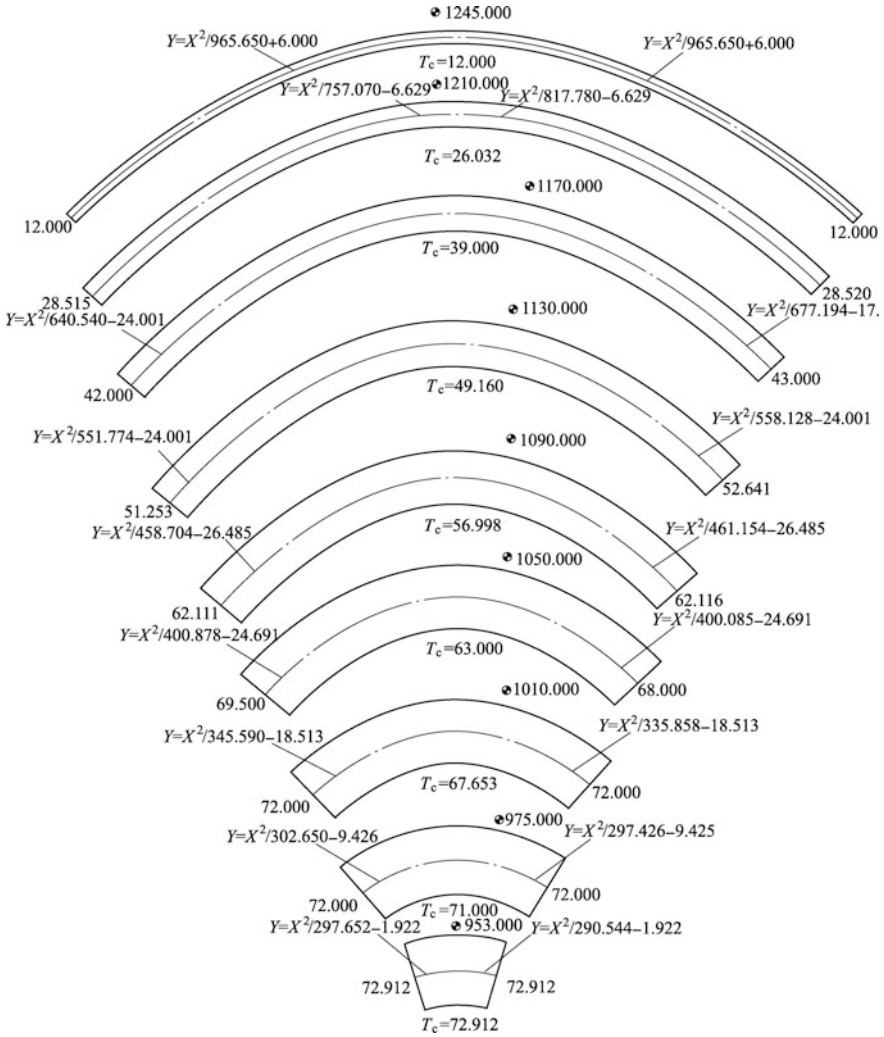 1245.000
Y=X²/965.650+6.000
Y=X²/965.650+6.000
Tc=12.000
1210.000
Y=X²/757.070−6.629
Y=X²/817.780−6.629
Tc=26.032
1170.000
12.000
12.000
Tc=39.000
28.515
28.520
1130.000
Y=X²/640.540−24.001
Y=X²/677.194−17.
Tc=49.160
42.000
43.000
Y=X²/551.774−24.001
Y=X²/558.128−24.001
1090.000
51.253
52.641
Tc=56.998
Y=X²/458.704−26.485
Y=X²/461.154−26.485
1050.000
62.111
62.116
Y=X²/400.878−24.691
Y=X²/400.085−24.691
Tc=63.000
69.500
68.000
1010.000
Y=X²/345.590−18.513
Y=X²/335.858−18.513
Tc=67.653
72.000
72.000
975.000
Y=X²/302.650−9.426
Y=X²/297.426−9.425
72.000
72.000
Tc=71.000
953.000
Y=X²/297.652−1.922
Y=X²/290.544−1.922
72.912
72.912
Tc=72.912